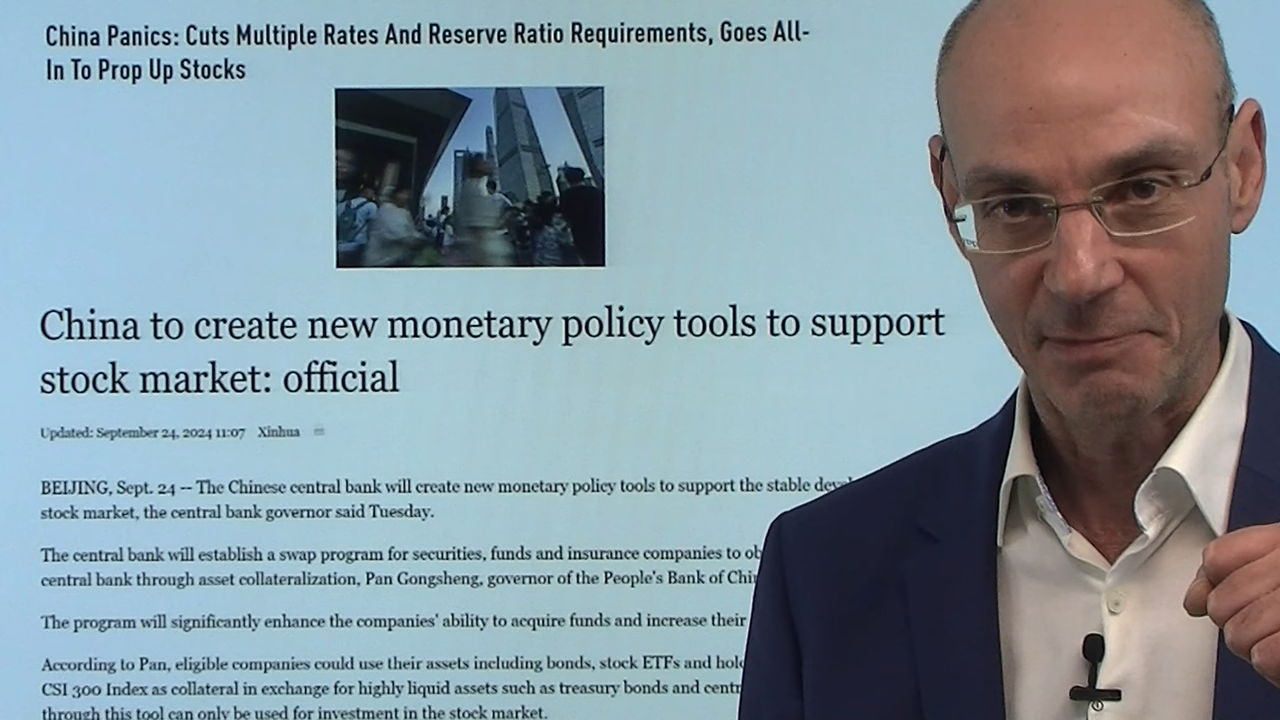 China Panics: Cuts Multiple Rates And Reserve Ratio Requirements, Goes All-
In To Prop Up Stocks
China to create new monetary policy tools to support
stock market: official
Updated: September 24, 2024 11:07 Xinhua
BEIJING, Sept. 24 -- The Chinese central bank will create new monetary policy tools to support the stable
stock market, the central bank governor said Tuesday.
The central bank will establish a swap program for securities, funds and insurance companies to
central bank through asset collateralization, Pan Gongsheng, governor of the People's Bank of
The program will significantly enhance the companies' ability to acquire funds and increase their
According to Pan, eligible companies could use their assets including bonds, stock ETFs and
CSI 300 Index as collateral in exchange for highly liquid assets such as treasury bonds and
through this tool can only be used for investment in the stock market.